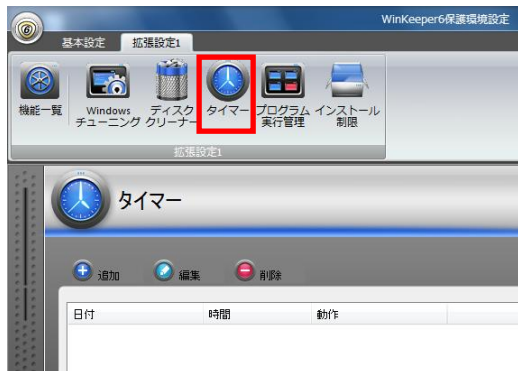 WinKeeper6保護環境設定
基本設定 拡張設定1
機能一覧 Windows チューニング ディスク クリーナー タイマー プログラム 実行管理 インストール 制限
拡張設定1
タイマー
追加 編集 削除
日付 時間 動作